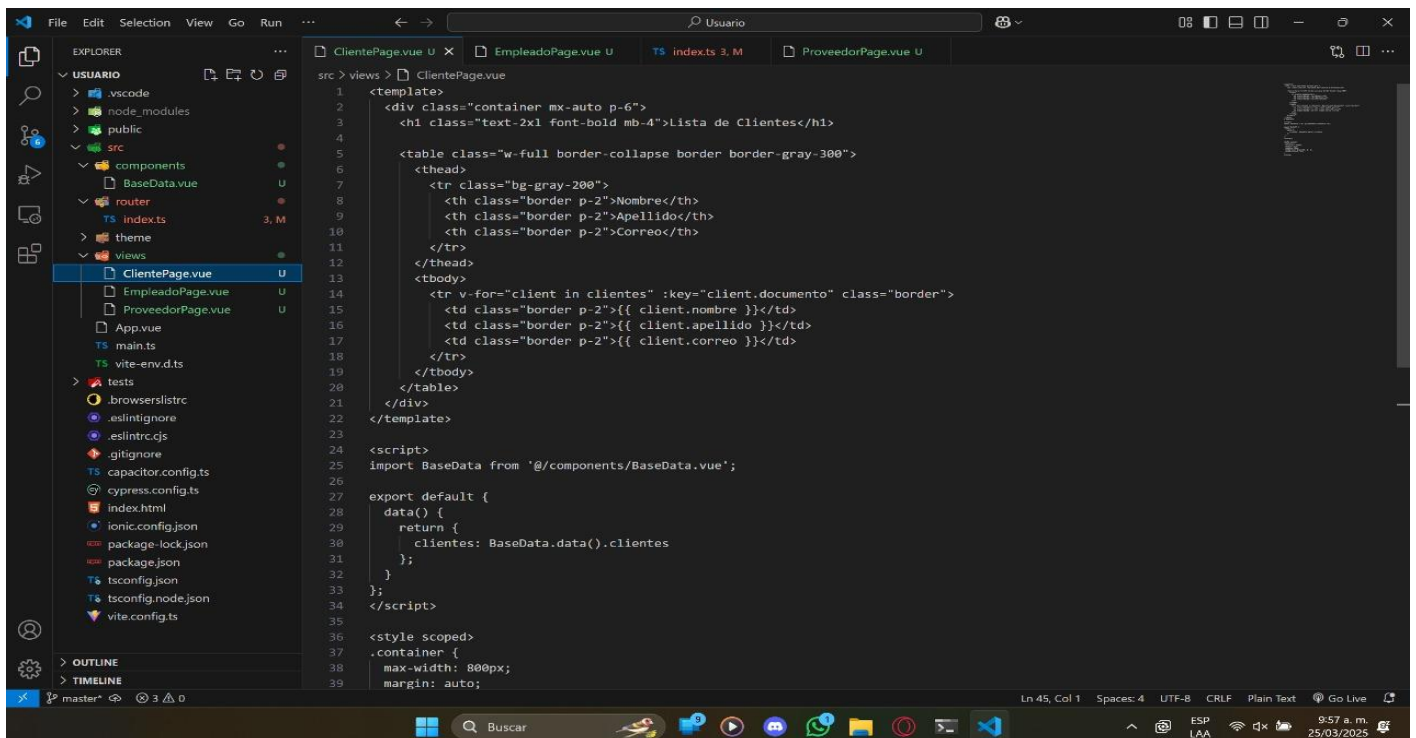 File Edit Selection View Go Run ... Usuario
EXPLORER ...
ClientePage.vue U EmpleadoPage.vue U TS index.ts 3, M ProveedorPage.vue U
USUARIO
.vscode
node_modules
public
src
components
BaseData.vue U
router
TS index.ts 3, M
theme
views
ClientePage.vue U
EmpleadoPage.vue U
ProveedorPage.vue U
App.vue
TS main.ts
TS vite-env.d.ts
tests
.browserslistrc
.eslintignore
.eslintrc.cjs
.gitignore
TS capacitor.config.ts
cypress.config.ts
index.html
ionic.config.json
package-lock.json
package.json
tsconfig.json
tsconfig.node.json
vite.config.ts
OUTLINE
TIMELINE
src > views > ClientePage.vue
1 <template>
2 <div class="container mx-auto p-6">
3 <h1 class="text-2xl font-bold mb-4">Lista de Clientes</h1>
4
5 <table class="w-full border-collapse border border-gray-300">
6 <thead>
7 <tr class="bg-gray-200">
8 <th class="border p-2">Nombre</th>
9 <th class="border p-2">Apellido</th>
10 <th class="border p-2">Correo</th>
11 </tr>
12 </thead>
13 <tbody>
14 <tr v-for="client in clientes" :key="client.documento" class="border">
15 <td class="border p-2">{{ client.nombre }}</td>
16 <td class="border p-2">{{ client.apellido }}</td>
17 <td class="border p-2">{{ client.correo }}</td>
18 </tr>
19 </tbody>
20 </table>
21 </div>
22 </template>
23
24 <script>
25 import BaseData from '@/components/BaseData.vue';
26
27 export default {
28 data() {
29 return {
30 clientes: BaseData.data().clientes
31 };
32 }
33 };
34 </script>
35
36 <style scoped>
37 .container {
38 max-width: 800px;
39 margin: auto;
master* 3 0 Ln 45, Col 1 Spaces: 4 UTF-8 CRLF Plain Text Go Live
Buscar
ESP
LAA
9:57 a. m.
25/03/2025